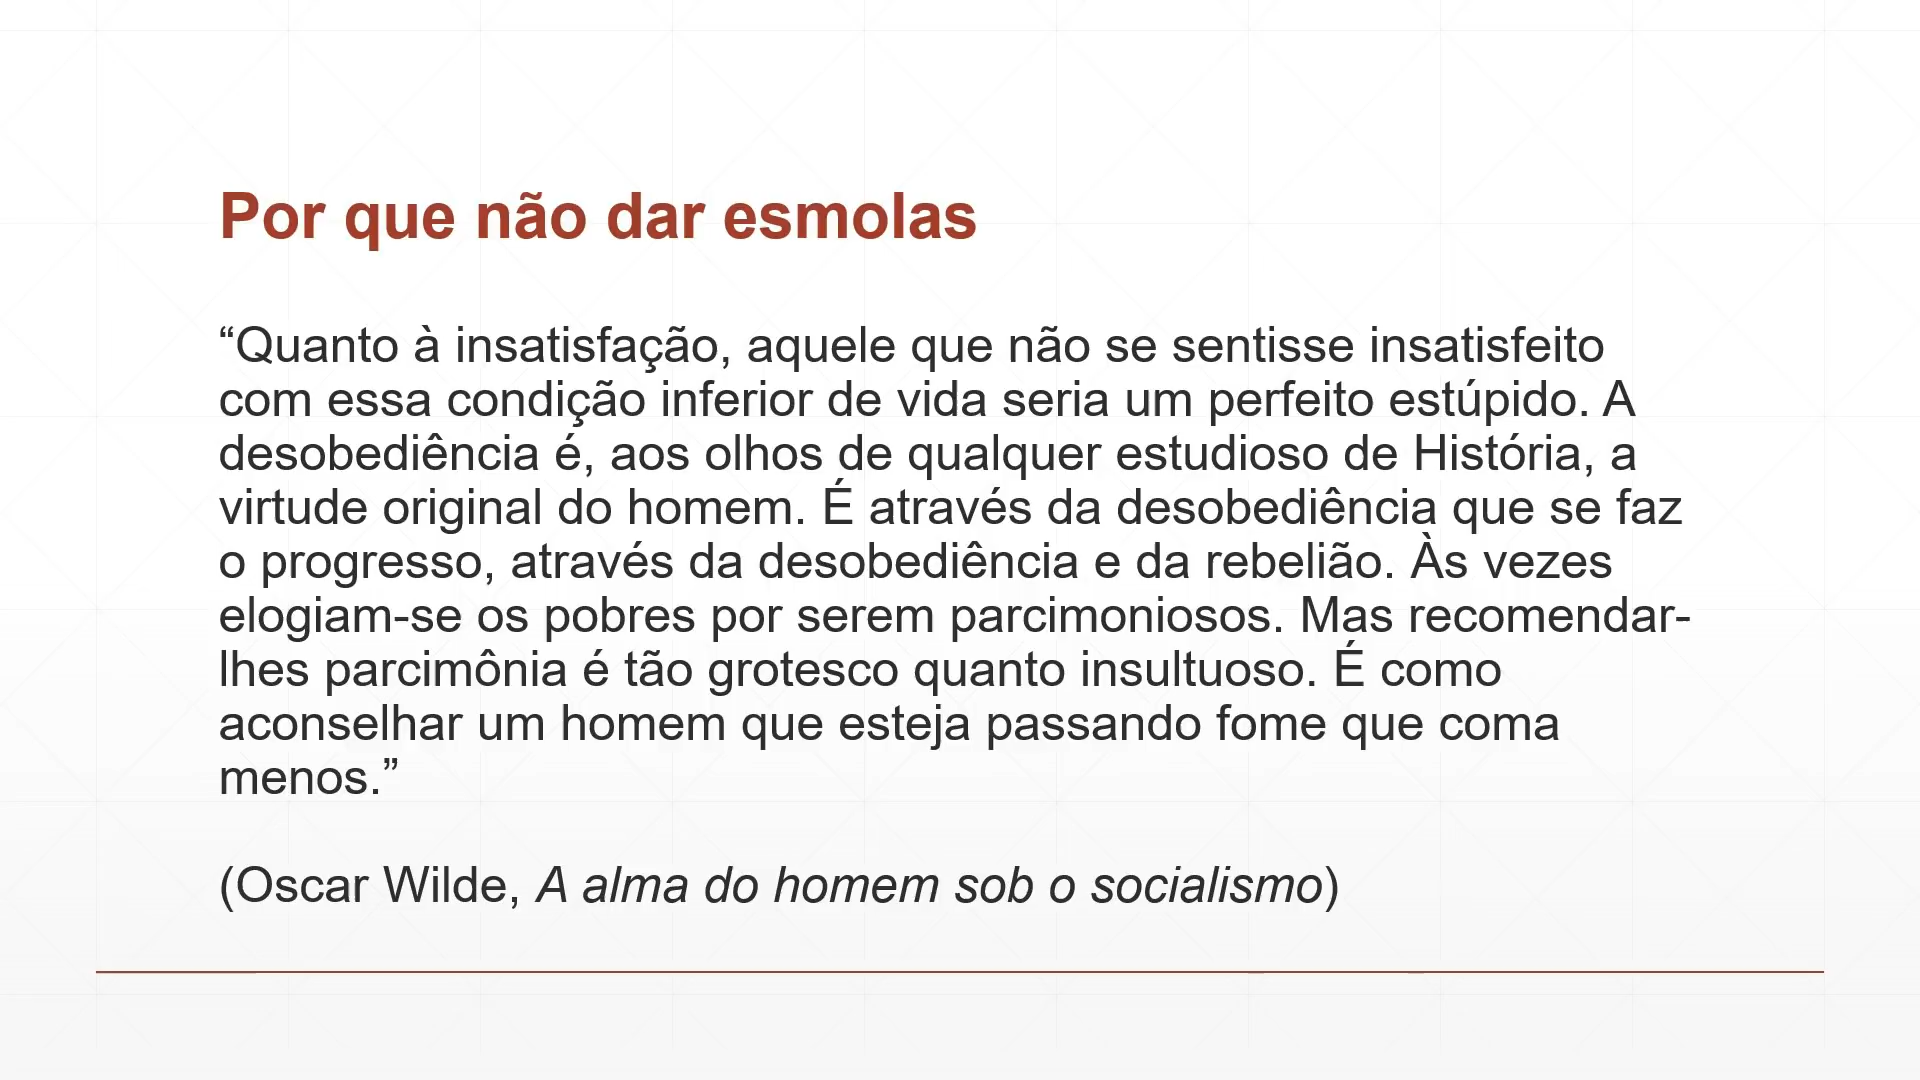 Por que não dar esmolas
“Quanto à insatisfação, aquele que não se sentisse insatisfeito
com essa condição inferior de vida seria um perfeito estúpido. A
desobediência é, aos olhos de qualquer estudioso de História, a
virtude original do homem. É através da desobediência que se faz
o progresso, através da desobediência e da rebelião. Às vezes
elogiam-se os pobres por serem parcimoniosos. Mas recomendar-
lhes parcimônia é tão grotesco quanto insultuoso. É como
aconselhar um homem que esteja passando fome que coma
menos.”
(Oscar Wilde, A alma do homem sob o socialismo)